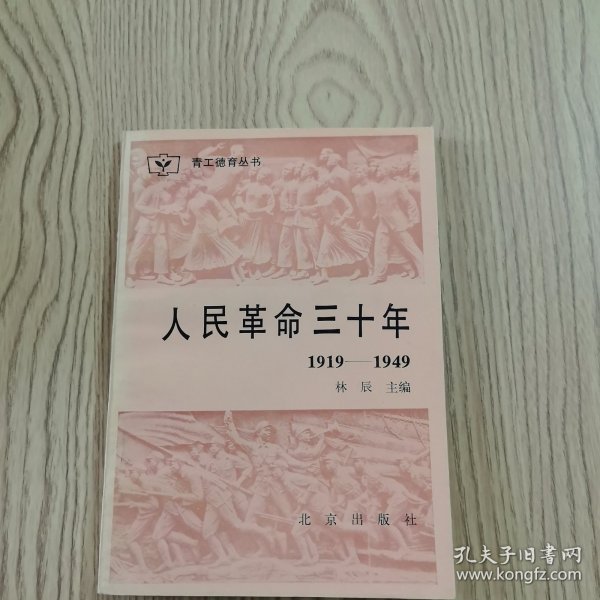 青工德育丛书
人民革命三十年
1919——1949
林辰 主编
北京出版社
孔夫子旧书网
www.kongfz.com